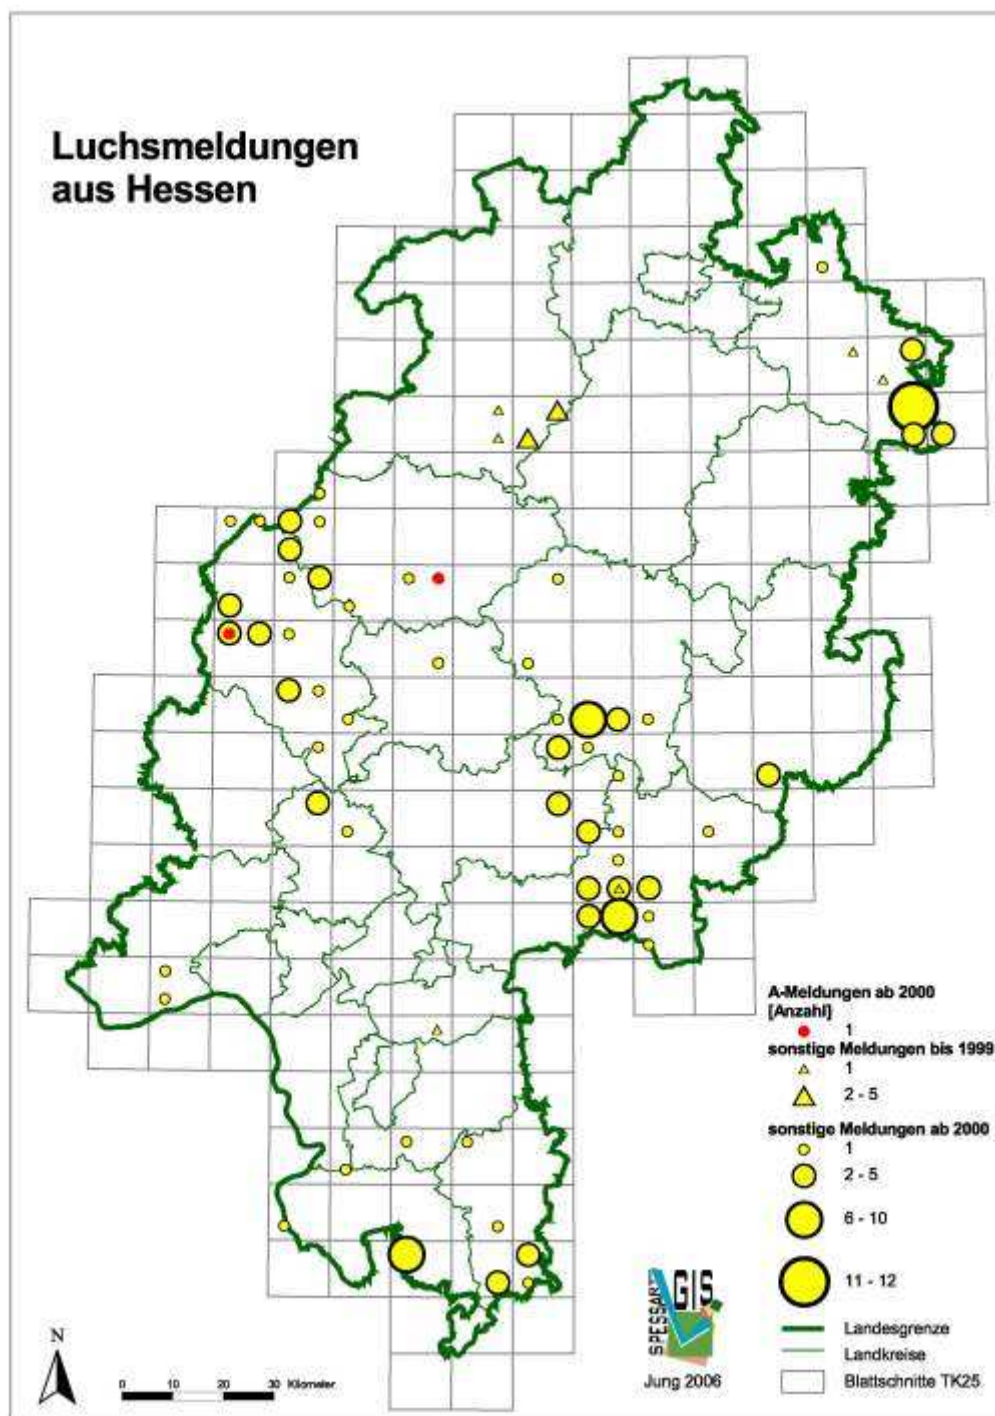 Luchsmeldungen
aus Hessen
A-Meldungen ab 2000
[Anzahl]
1
sonstige Meldungen bis 1999
1
2 - 5
sonstige Meldungen ab 2000
1
2 - 5
6 - 10
11 - 12
Landesgrenze
Landkreise
Blattschnitte TK25
SPESSART
GIS
Jung 2006
N
0 10 20 30 Kilometer